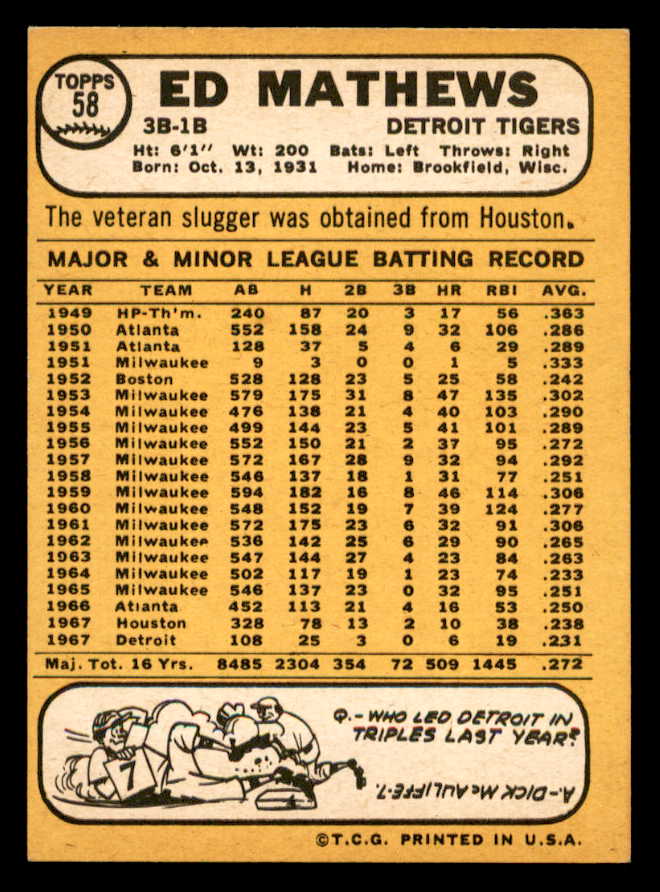 TOPPS
58
ED MATHEWS
3B-1B DETROIT TIGERS
Ht: 6'1" Wt: 200 Bats: Left Throws: Right
Born: Oct. 13, 1931 Home: Brookfield, Wisc.
The veteran slugger was obtained from Houston.
MAJOR & MINOR LEAGUE BATTING RECORD
YEAR TEAM AB H 2B 3B HR RBI AVG.
1949 HP-Th'm. 240 87 20 3 17 56 .363
1950 Atlanta 552 158 24 9 32 106 .286
1951 Atlanta 128 37 5 4 6 29 .289
1951 Milwaukee 9 3 0 0 1 5 .333
1952 Boston 528 128 23 5 25 58 .242
1953 Milwaukee 579 175 31 8 47 135 .302
1954 Milwaukee 476 138 21 4 40 103 .290
1955 Milwaukee 499 144 23 5 41 101 .289
1956 Milwaukee 552 150 21 2 37 95 .272
1957 Milwaukee 572 167 28 9 32 94 .292
1958 Milwaukee 546 137 18 1 31 77 .251
1959 Milwaukee 594 182 16 8 46 114 .306
1960 Milwaukee 548 152 19 7 39 124 .277
1961 Milwaukee 572 175 23 6 32 91 .306
1962 Milwaukee 536 142 25 6 29 90 .265
1963 Milwaukee 547 144 27 4 23 84 .263
1964 Milwaukee 502 117 19 1 23 74 .233
1965 Milwaukee 546 137 23 0 32 95 .251
1966 Atlanta 452 113 21 4 16 53 .250
1967 Houston 328 78 13 2 10 38 .238
1967 Detroit 108 25 3 0 6 19 .231
Maj. Tot. 16 Yrs. 8485 2304 354 72 509 1445 .272
7
Q.-WHO LED DETROIT IN
TRIPLES LAST YEAR?
A.-DICK McAULIFFE-7.
©T.C.G. PRINTED IN U.S.A.